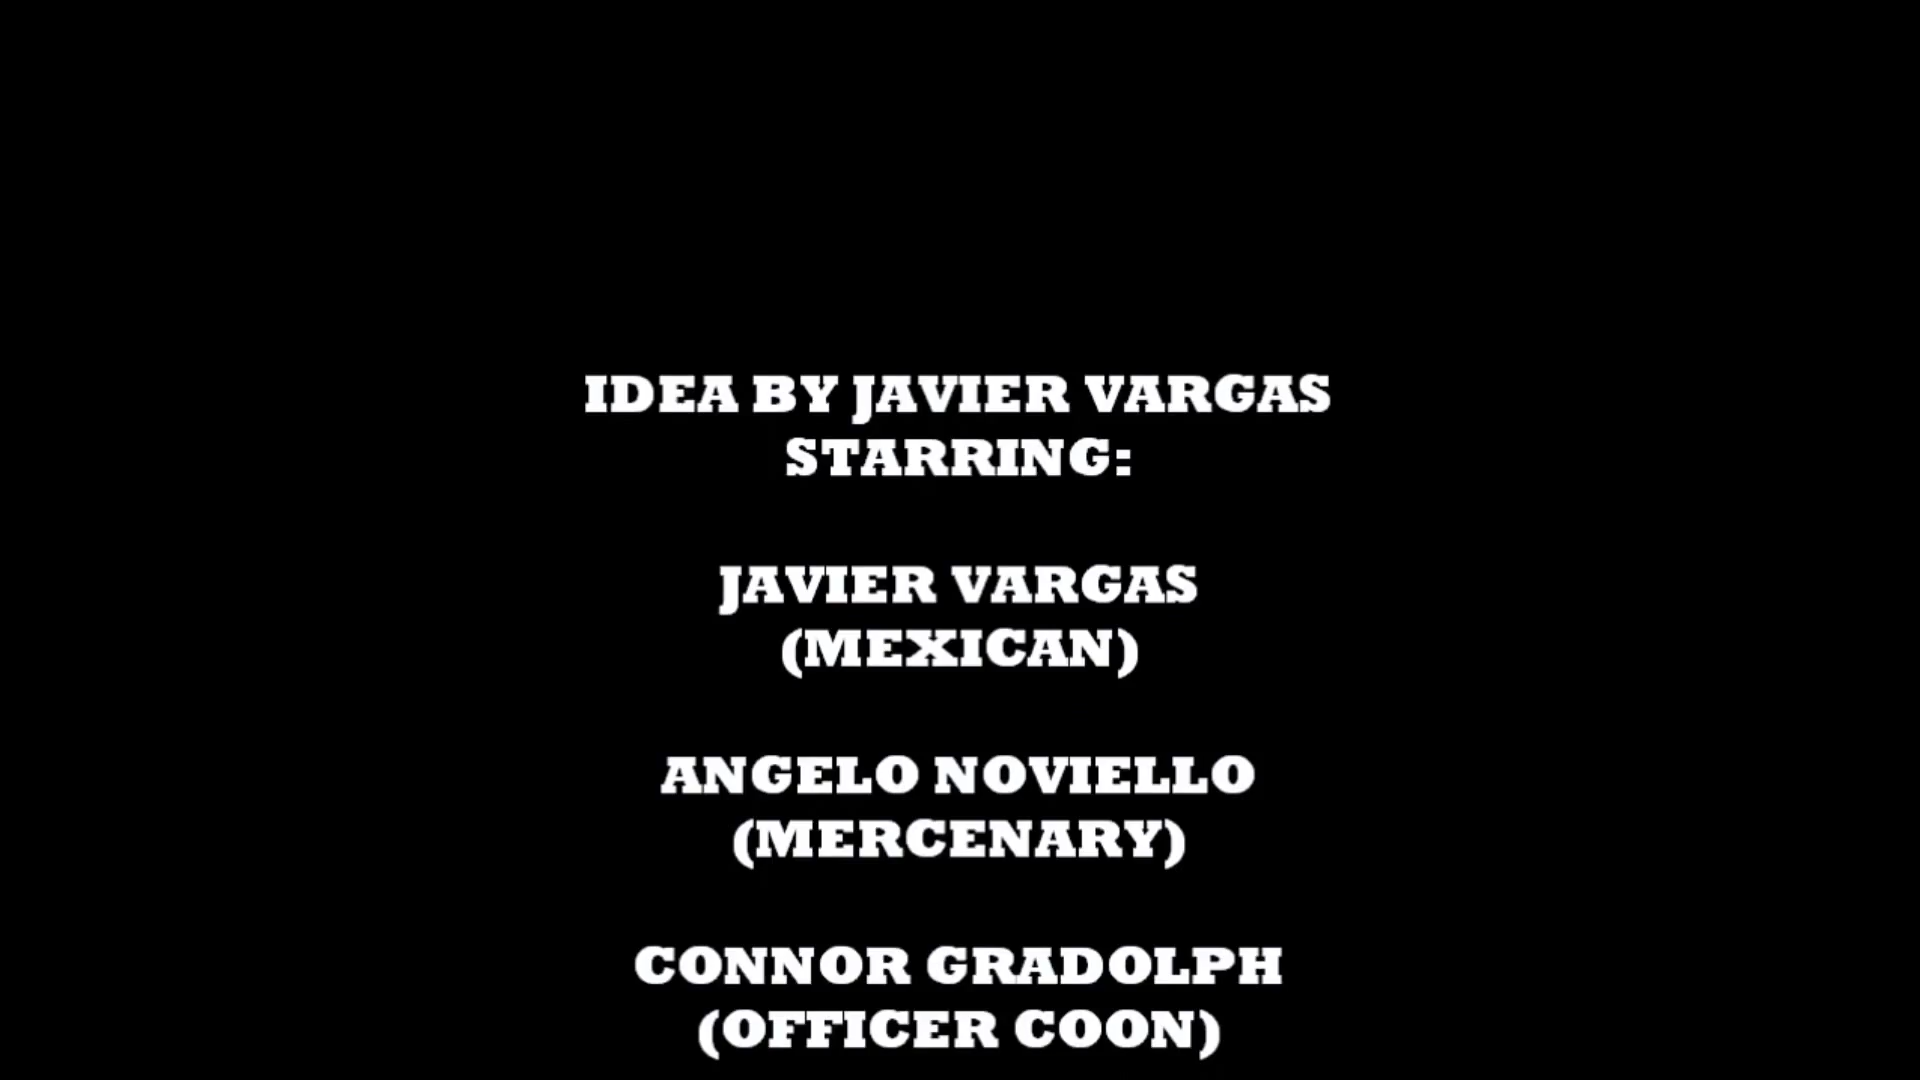 IDEA BY JAVIER VARGAS
STARRING:
JAVIER VARGAS
(MEXICAN)
ANGELO NOVIELLO
(MERCENARY)
CONNOR GRADOLPH
(OFFICER COON)